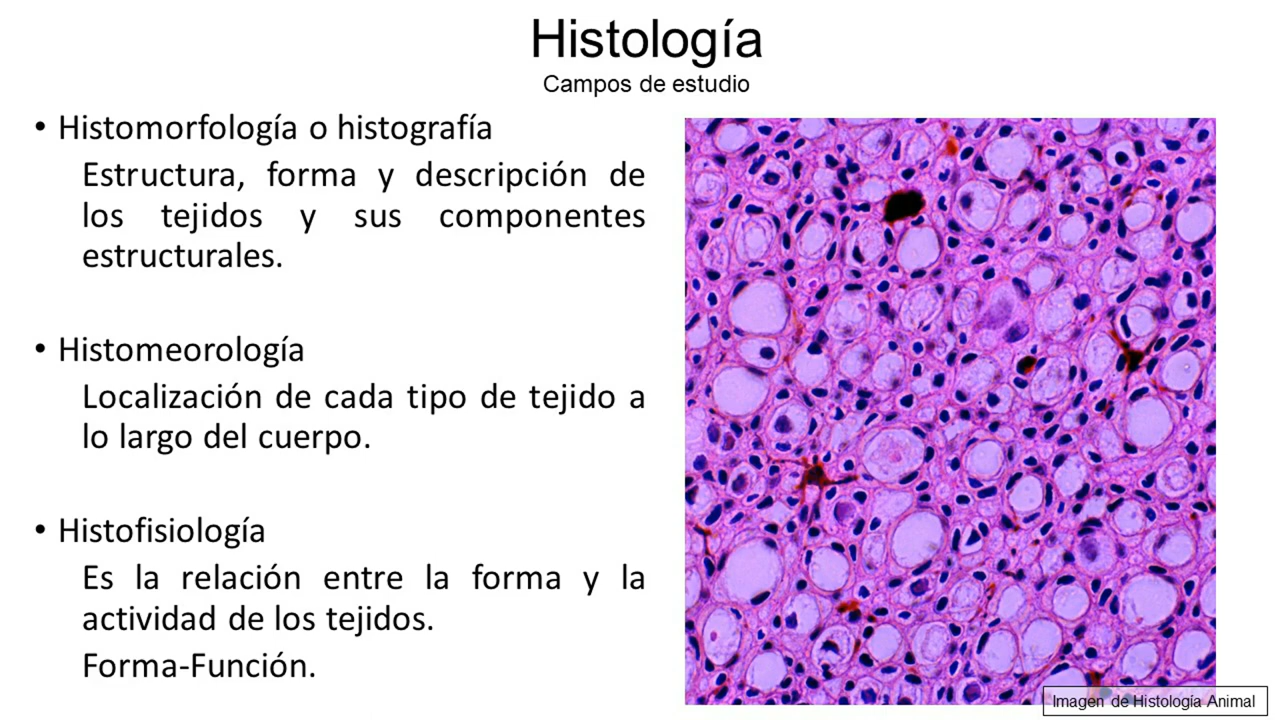 Histología
Campos de estudio
• Histomorfología o histografía
Estructura, forma y descripción de
los tejidos y sus componentes
estructurales.
• Histomeorología
Localización de cada tipo de tejido a
lo largo del cuerpo.
• Histofisiología
Es la relación entre la forma y la
actividad de los tejidos.
Forma-Función.
Imagen de Histología Animal